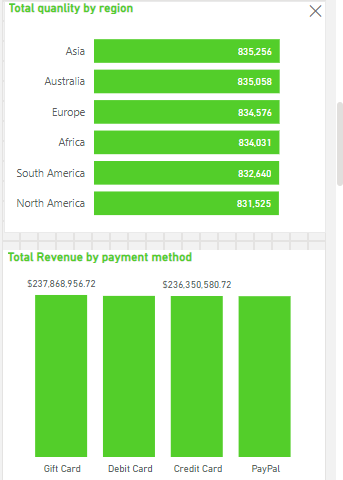 Total quanlity by region
Asia 835,256
Australia 835,058
Europe 834,576
Africa 834,031
South America 832,640
North America 831,525
Total Revenue by payment method
$237,868,956.72 $236,350,580.72
Gift Card Debit Card Credit Card PayPal